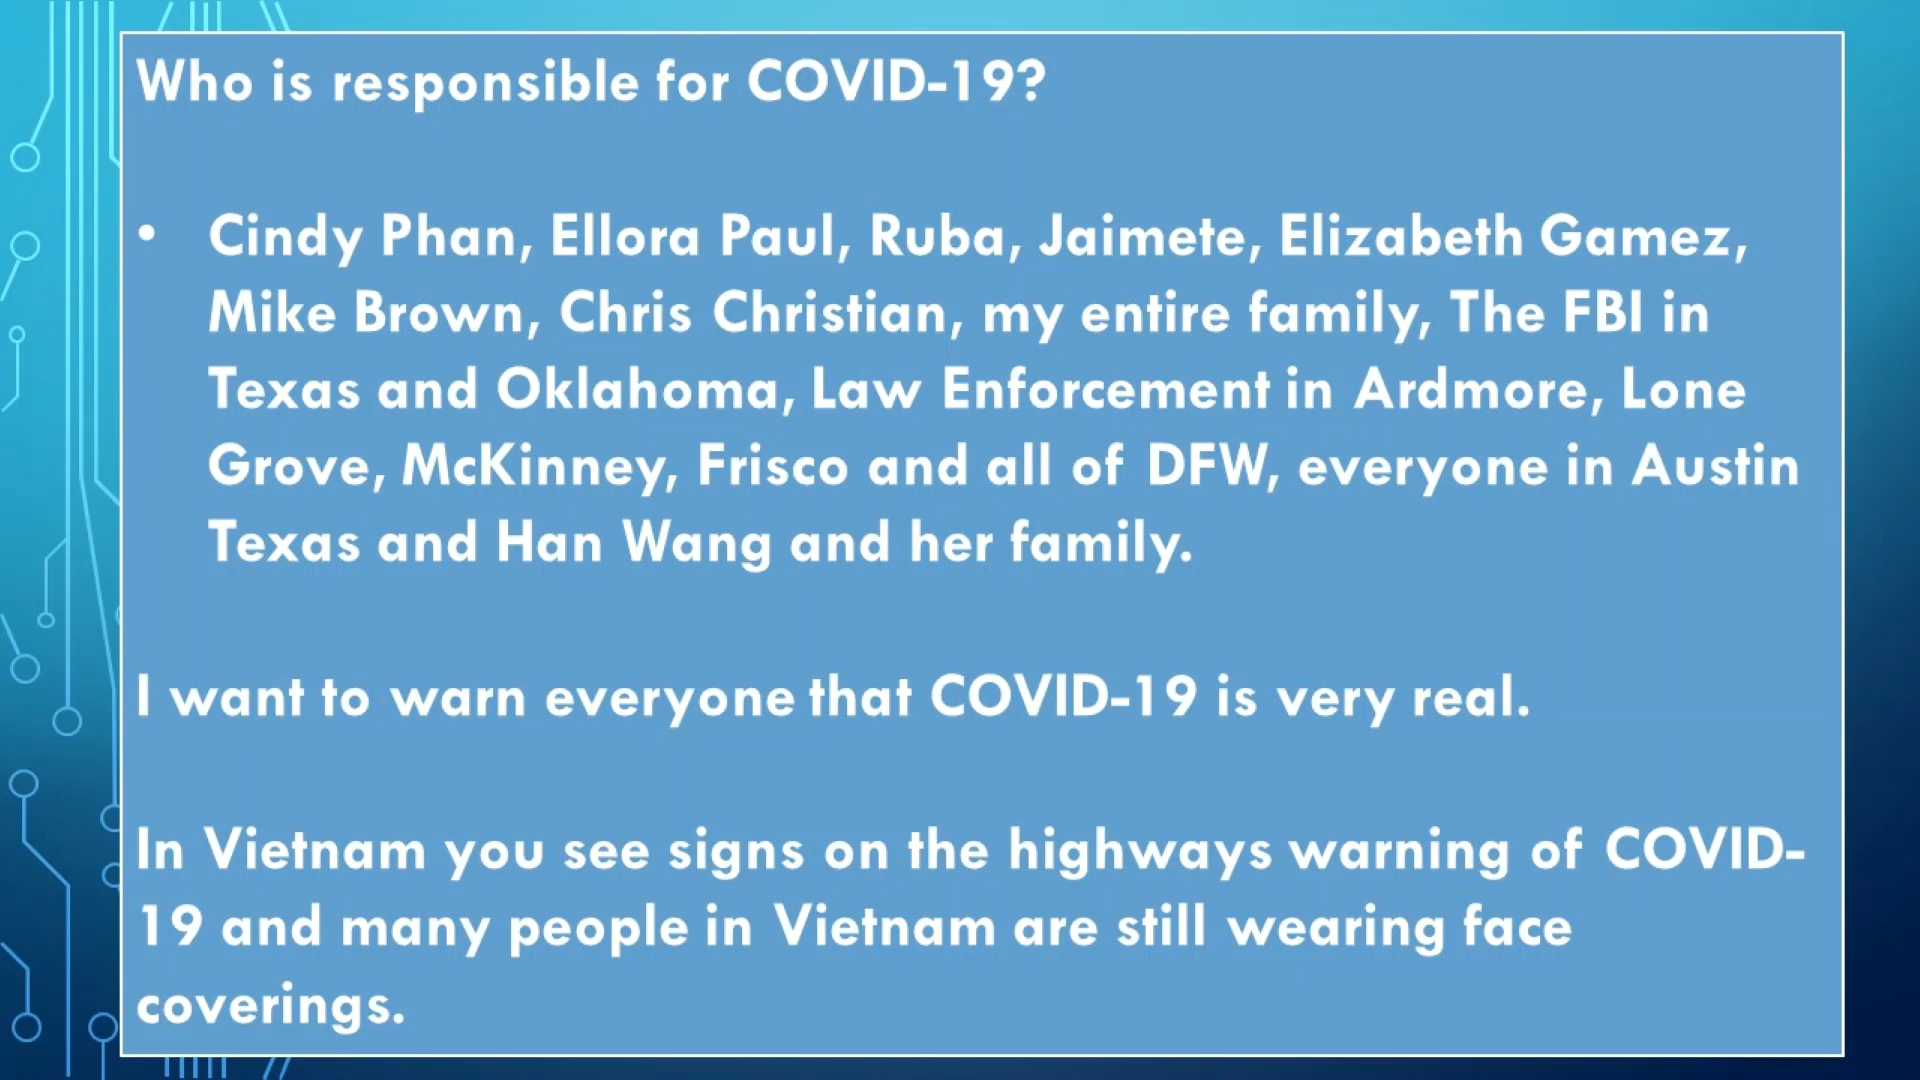 Who is responsible for COVID-19?
• Cindy Phan, Ellora Paul, Ruba, Jaimete, Elizabeth Gamez,
Mike Brown, Chris Christian, my entire family, The FBI in
Texas and Oklahoma, Law Enforcement in Ardmore, Lone
Grove, McKinney, Frisco and all of DFW, everyone in Austin
Texas and Han Wang and her family.
I want to warn everyone that COVID-19 is very real.
In Vietnam you see signs on the highways warning of COVID-
19 and many people in Vietnam are still wearing face
coverings.